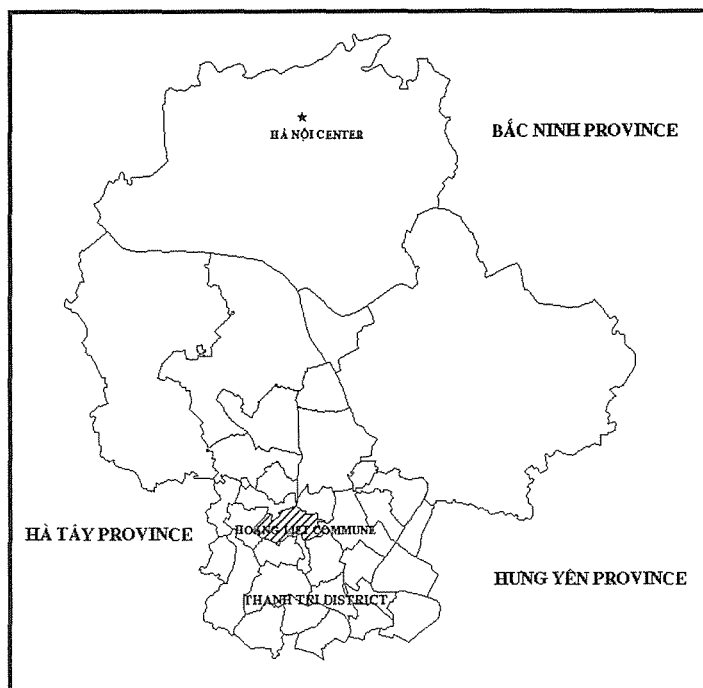 HÀ NỘI CENTER
BẮC NINH PROVINCE
HÀ TÂY PROVINCE
HOÀNG LIỆT COMMUNE
HƯNG YÊN PROVINCE
THANH TRÌ DISTRICT